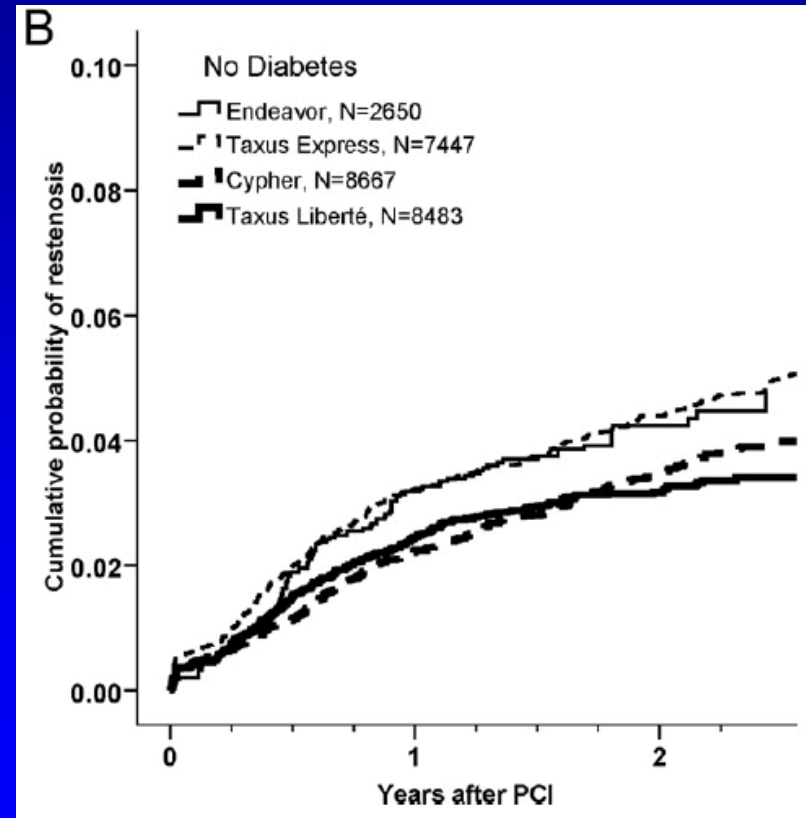 B
No Diabetes
Endeavor, N=2650
Taxus Express, N=7447
Cypher, N=8667
Taxus Liberté, N=8483
Cumulative probability of restenosis
0.10
0.08
0.06
0.04
0.02
0.00
0 1 2
Years after PCI